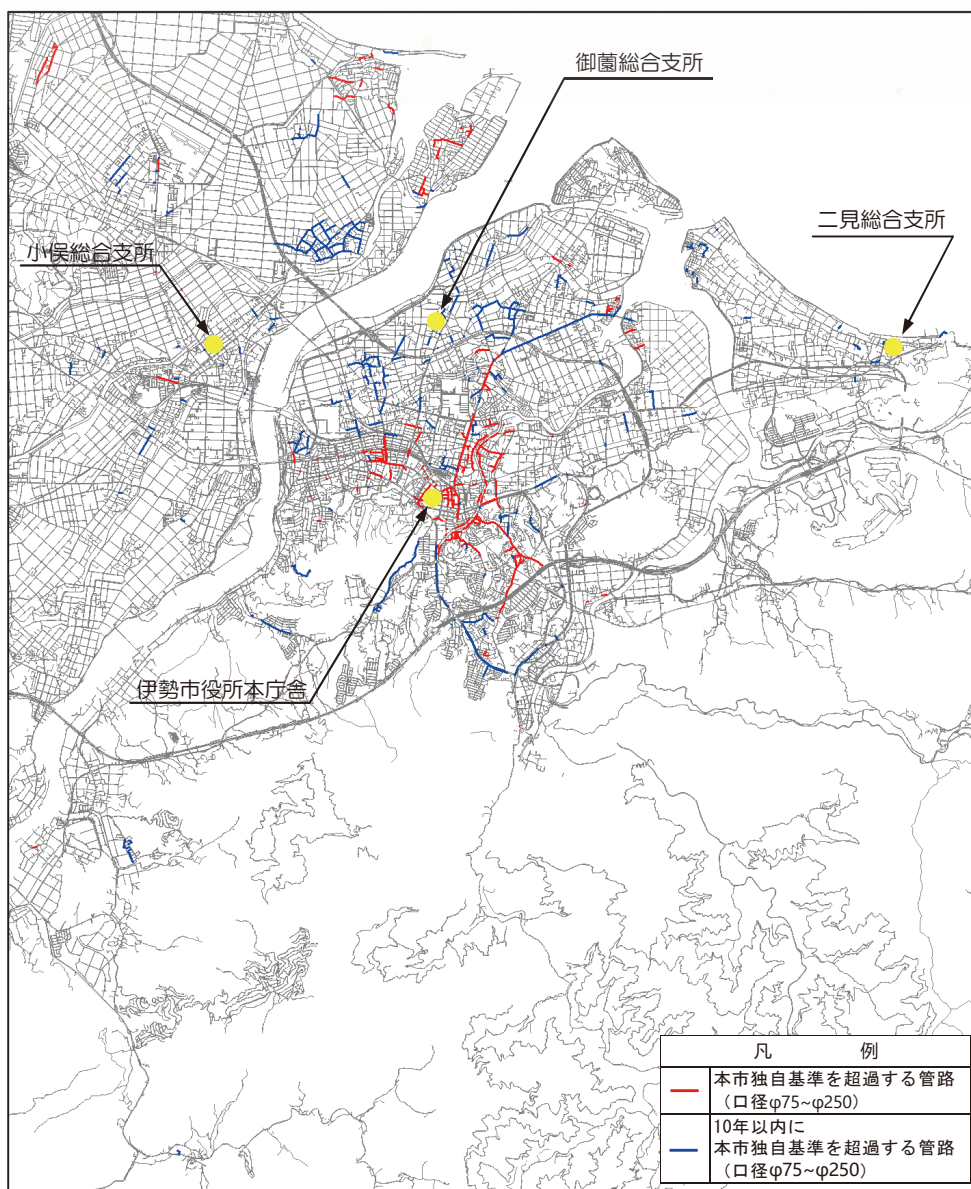 御薗総合支所
二見総合支所
小俣総合支所
伊勢市役所本庁舎
凡 例
本市独自基準を超過する管路
（口径φ75~φ250）
10年以内に
本市独自基準を超過する管路
（口径φ75~φ250）